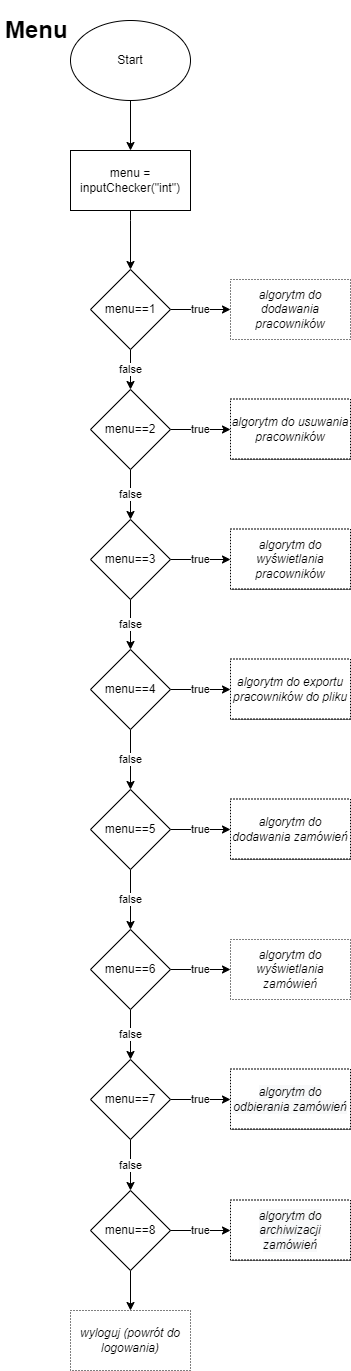 Menu
Start
menu =
inputChecker("int")
menu==1
true
algorytm do
dodawania
pracowników
false
menu==2
true
algorytm do usuwania
pracowników
false
menu==3
true
algorytm do
wyświetlania
pracowników
false
menu==4
true
algorytm do exportu
pracowników do pliku
false
menu==5
true
algorytm do
dodawania zamówień
false
menu==6
true
algorytm do
wyświetlania
zamówień
false
menu==7
true
algorytm do
odbierania zamówień
false
menu==8
true
algorytm do
archiwizacji
zamówień
wyloguj (powrót do
logowania)